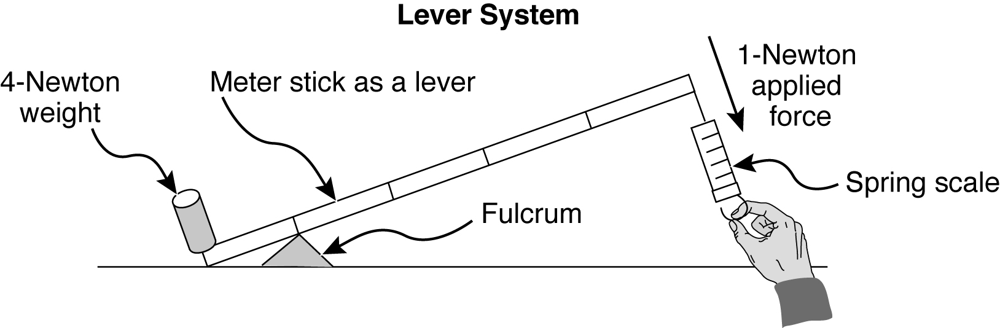 Lever System
4-Newton
weight
Meter stick as a lever
1-Newton
applied
force
Spring scale
Fulcrum